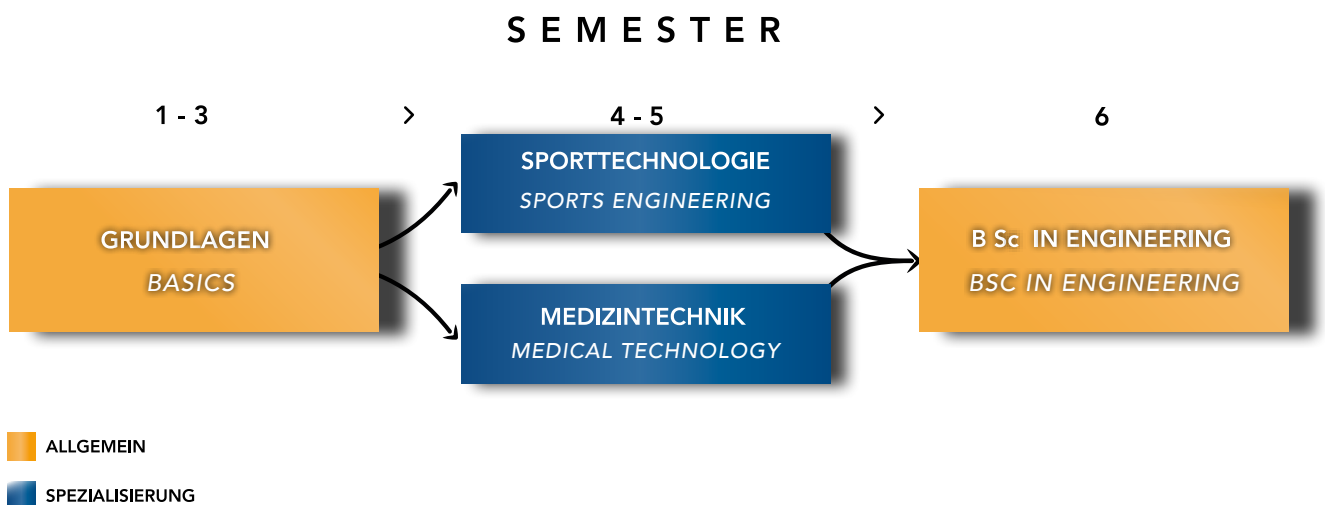 SEMESTER
1 - 3 > 4 - 5 > 6
GRUNDLAGEN
BASICS
SPORTTECHNOLOGIE
SPORTS ENGINEERING
MEDIZINTECHNIK
MEDICAL TECHNOLOGY
B Sc IN ENGINEERING
BSC IN ENGINEERING
ALLGEMEIN
SPEZIALISIERUNG